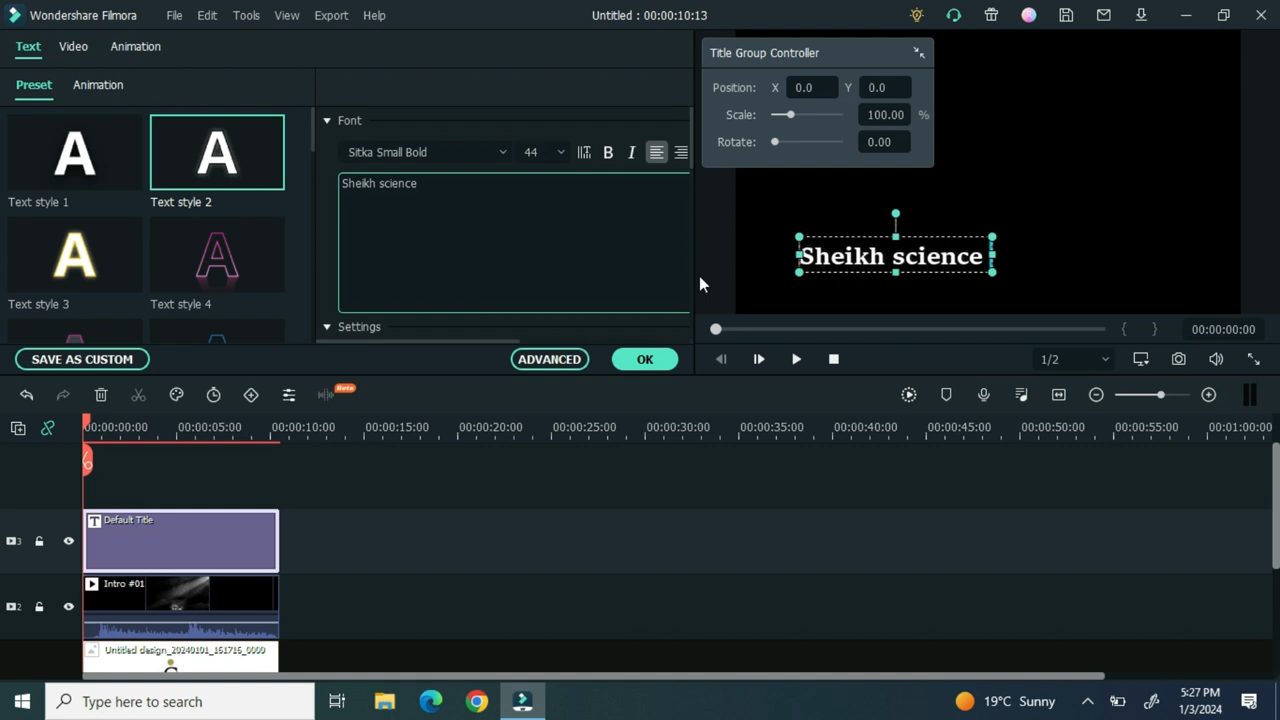 Wondershare Filmora File Edit Tools View Export Help Untitled : 00:00:10:13
Text Video Animation
Title Group Controller
Preset Animation
Position: X 0.0 Y 0.0
Font
Scale: 100.00 %
Sitka Small Bold 44
Rotate: 0.00
Sheikh science
Text style 1 Text style 2
Sheikh science
Text style 3 Text style 4
Settings
00:00:00:00
SAVE AS CUSTOM ADVANCED OK
1/2
Beta
00:00:00:00 00:00:05:00 00:00:10:00 00:00:15:00 00:00:20:00 00:00:25:00 00:00:30:00 00:00:35:00 00:00:40:00 00:00:45:00 00:00:50:00 00:00:55:00 00:01:00:00
Default Title
3
Intro #01
2
Untitled design_20240101_151715_0000
Type here to search
19°C Sunny
5:27 PM
1/3/2024